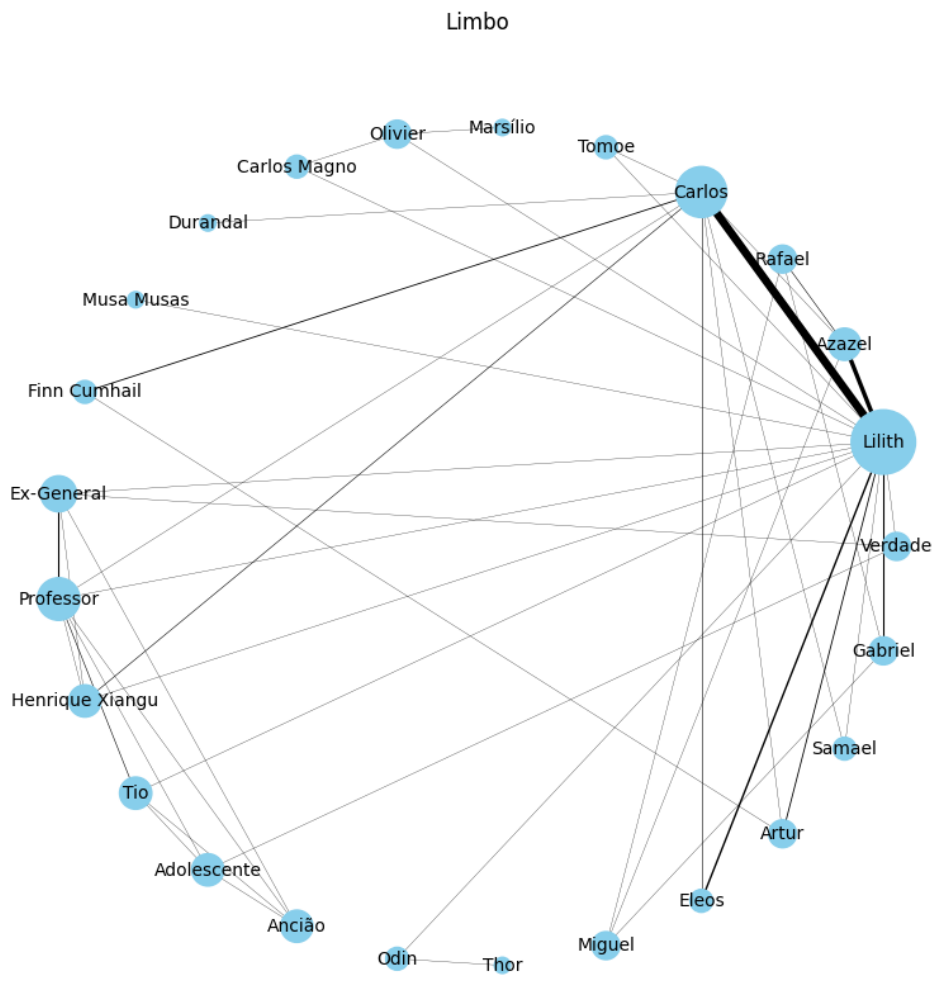 Limbo
Marsílio
Olivier
Tomoe
Carlos Magno
Carlos
Durandal
Rafael
Musa Musas
Azazel
Finn Cumhail
Lilith
Ex-General
Verdade
Professor
Gabriel
Henrique Xiangu
Samael
Tio
Artur
Adolescente
Eleos
Ancião
Miguel
Odin
Thor